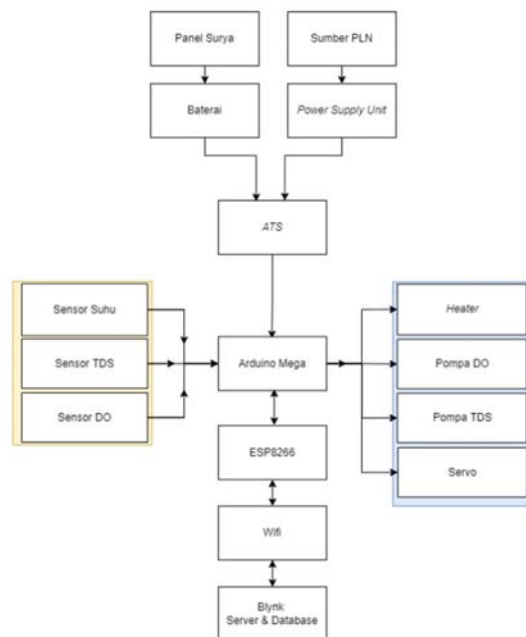 Panel Surya
Sumber PLN
Baterai
Power Supply Unit
ATS
Sensor Suhu
Sensor TDS
Sensor DO
Arduino Mega
Heater
Pompa DO
Pompa TDS
Servo
ESP8266
Wifi
Blynk
Server & Database